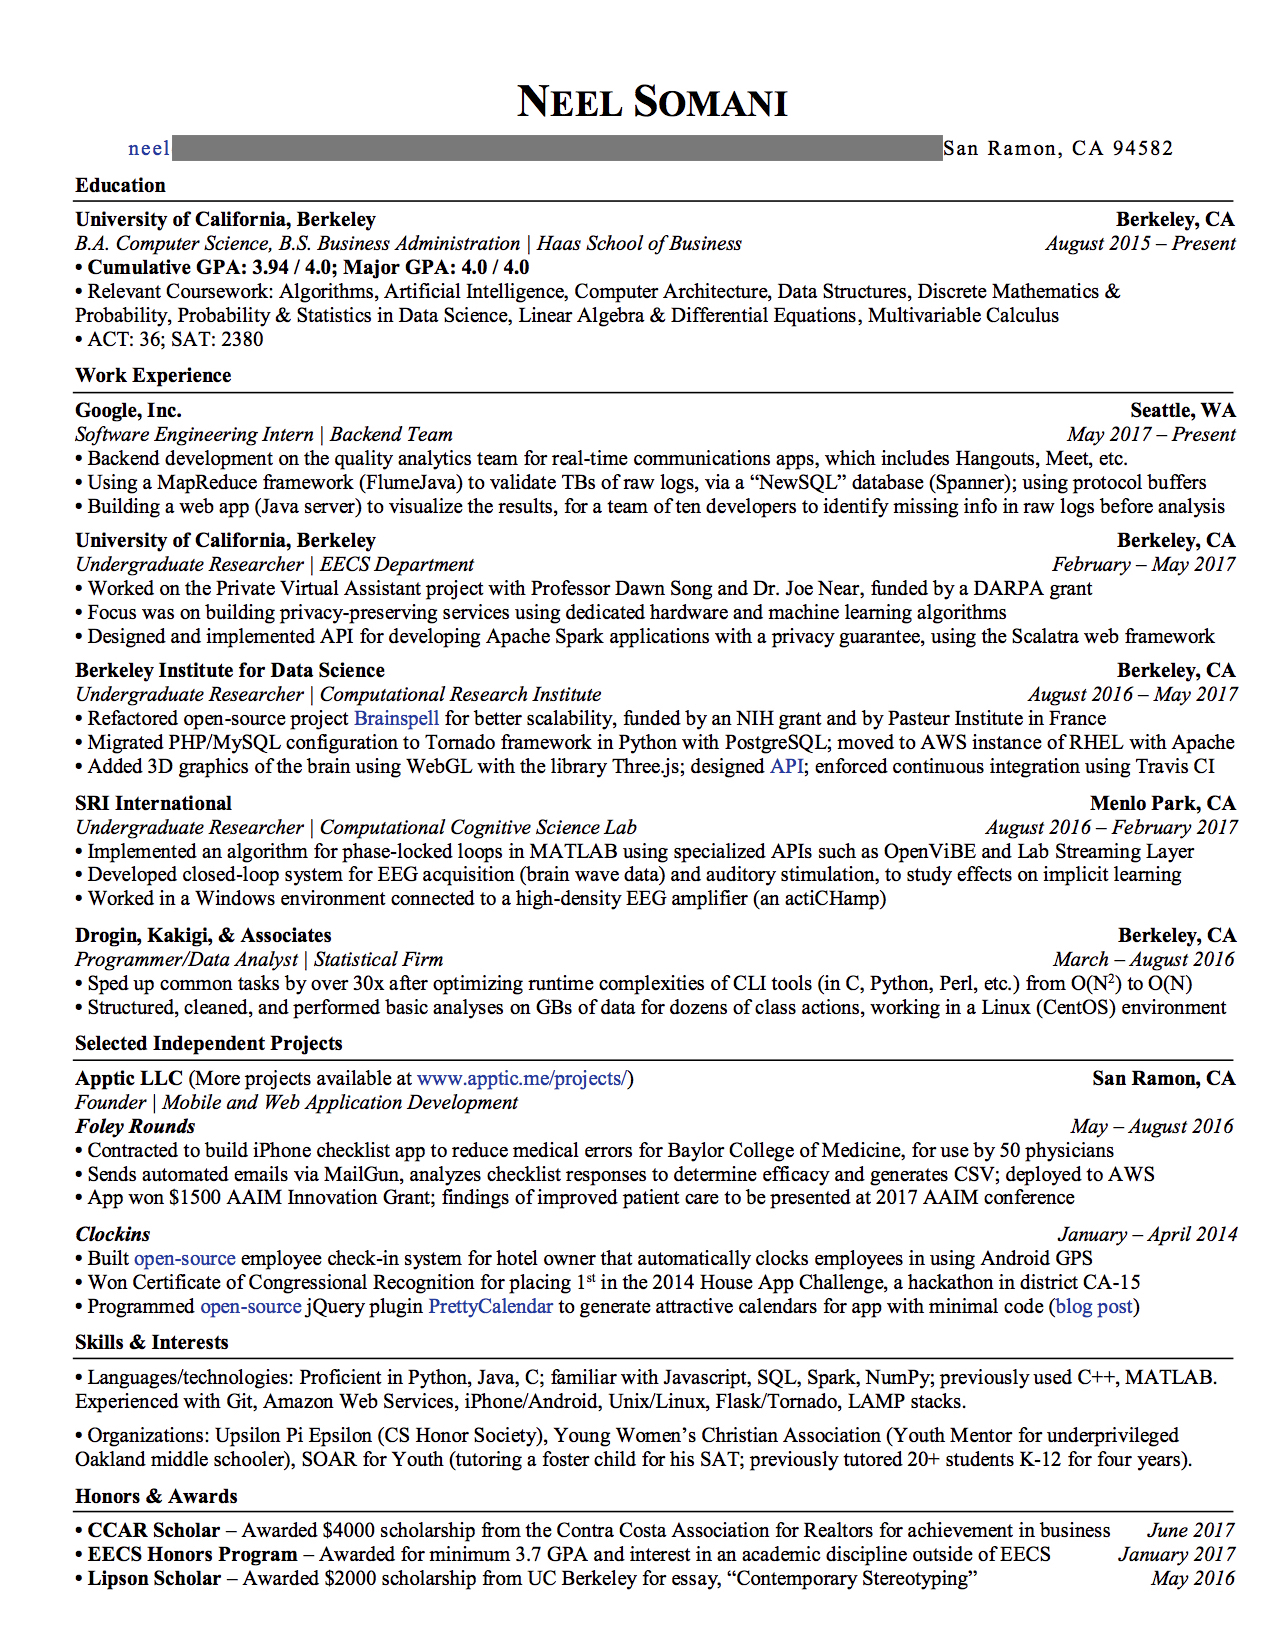 NEEL SOMANI
neel San Ramon, CA 94582
Education
University of California, Berkeley Berkeley, CA
B.A. Computer Science, B.S. Business Administration | Haas School of Business August 2015 – Present
• Cumulative GPA: 3.94 / 4.0; Major GPA: 4.0 / 4.0
• Relevant Coursework: Algorithms, Artificial Intelligence, Computer Architecture, Data Structures, Discrete Mathematics &
Probability, Probability & Statistics in Data Science, Linear Algebra & Differential Equations, Multivariable Calculus
• ACT: 36; SAT: 2380
Work Experience
Google, Inc. Seattle, WA
Software Engineering Intern | Backend Team May 2017 – Present
• Backend development on the quality analytics team for real-time communications apps, which includes Hangouts, Meet, etc.
• Using a MapReduce framework (FlumeJava) to validate TBs of raw logs, via a “NewSQL” database (Spanner); using protocol buffers
• Building a web app (Java server) to visualize the results, for a team of ten developers to identify missing info in raw logs before analysis
University of California, Berkeley Berkeley, CA
Undergraduate Researcher | EECS Department February – May 2017
• Worked on the Private Virtual Assistant project with Professor Dawn Song and Dr. Joe Near, funded by a DARPA grant
• Focus was on building privacy-preserving services using dedicated hardware and machine learning algorithms
• Designed and implemented API for developing Apache Spark applications with a privacy guarantee, using the Scalatra web framework
Berkeley Institute for Data Science Berkeley, CA
Undergraduate Researcher | Computational Research Institute August 2016 – May 2017
• Refactored open-source project Brainspell for better scalability, funded by an NIH grant and by Pasteur Institute in France
• Migrated PHP/MySQL configuration to Tornado framework in Python with PostgreSQL; moved to AWS instance of RHEL with Apache
• Added 3D graphics of the brain using WebGL with the library Three.js; designed API; enforced continuous integration using Travis CI
SRI International Menlo Park, CA
Undergraduate Researcher | Computational Cognitive Science Lab August 2016 – February 2017
• Implemented an algorithm for phase-locked loops in MATLAB using specialized APIs such as OpenViBE and Lab Streaming Layer
• Developed closed-loop system for EEG acquisition (brain wave data) and auditory stimulation, to study effects on implicit learning
• Worked in a Windows environment connected to a high-density EEG amplifier (an actiCHamp)
Drogin, Kakigi, & Associates Berkeley, CA
Programmer/Data Analyst | Statistical Firm March – August 2016
• Sped up common tasks by over 30x after optimizing runtime complexities of CLI tools (in C, Python, Perl, etc.) from O(N²) to O(N)
• Structured, cleaned, and performed basic analyses on GBs of data for dozens of class actions, working in a Linux (CentOS) environment
Selected Independent Projects
Apptic LLC (More projects available at www.apptic.me/projects/) San Ramon, CA
Founder | Mobile and Web Application Development
Foley Rounds May – August 2016
• Contracted to build iPhone checklist app to reduce medical errors for Baylor College of Medicine, for use by 50 physicians
• Sends automated emails via MailGun, analyzes checklist responses to determine efficacy and generates CSV; deployed to AWS
• App won $1500 AAIM Innovation Grant; findings of improved patient care to be presented at 2017 AAIM conference
Clockins January – April 2014
• Built open-source employee check-in system for hotel owner that automatically clocks employees in using Android GPS
• Won Certificate of Congressional Recognition for placing 1st in the 2014 House App Challenge, a hackathon in district CA-15
• Programmed open-source jQuery plugin PrettyCalendar to generate attractive calendars for app with minimal code (blog post)
Skills & Interests
• Languages/technologies: Proficient in Python, Java, C; familiar with Javascript, SQL, Spark, NumPy; previously used C++, MATLAB.
Experienced with Git, Amazon Web Services, iPhone/Android, Unix/Linux, Flask/Tornado, LAMP stacks.
• Organizations: Upsilon Pi Epsilon (CS Honor Society), Young Women’s Christian Association (Youth Mentor for underprivileged
Oakland middle schooler), SOAR for Youth (tutoring a foster child for his SAT; previously tutored 20+ students K-12 for four years).
Honors & Awards
• CCAR Scholar – Awarded $4000 scholarship from the Contra Costa Association for Realtors for achievement in business June 2017
• EECS Honors Program – Awarded for minimum 3.7 GPA and interest in an academic discipline outside of EECS January 2017
• Lipson Scholar – Awarded $2000 scholarship from UC Berkeley for essay, “Contemporary Stereotyping” May 2016